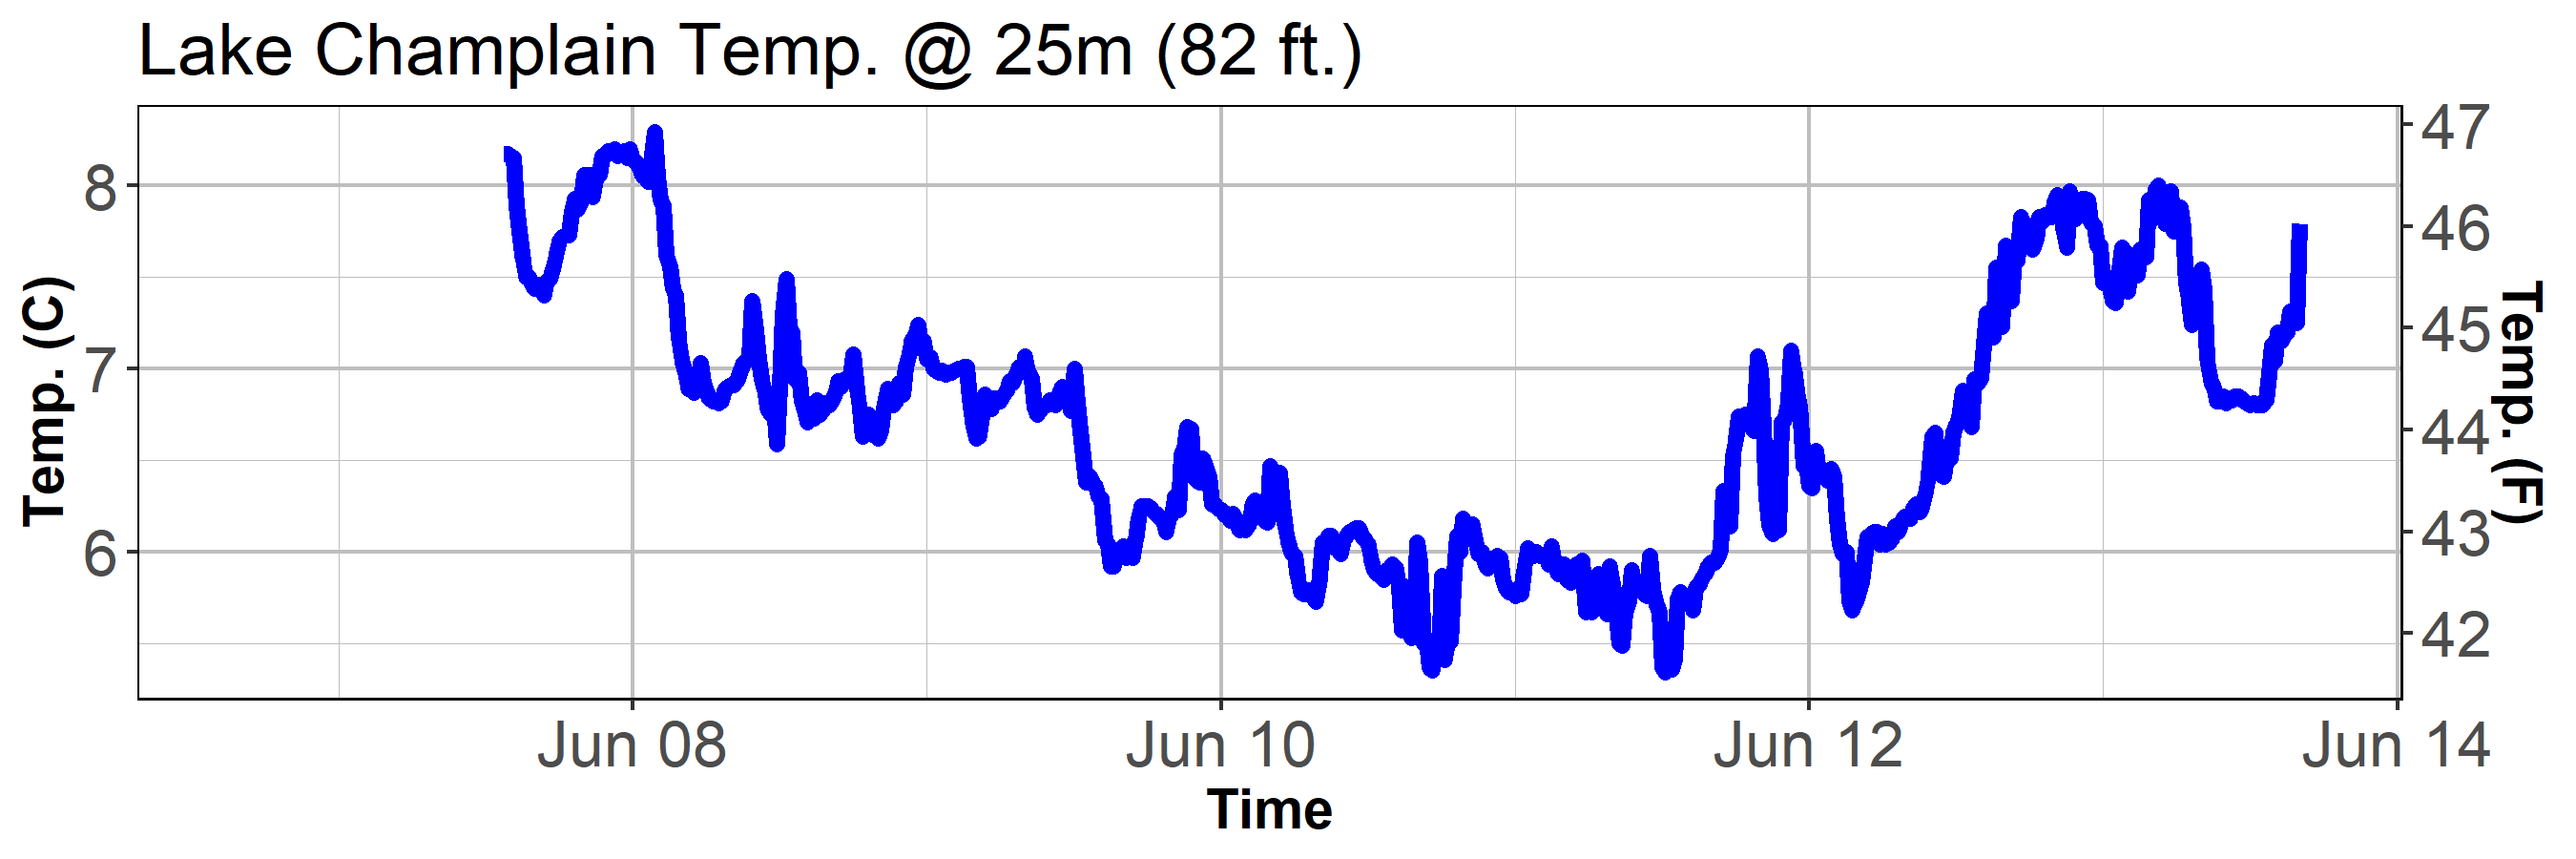 Lake Champlain Temp. @ 25m (82 ft.)
Temp. (C)
8
7
6
47
46
45
44
43
42
Temp. (F)
Jun 08
Jun 10
Jun 12
Jun 14
Time